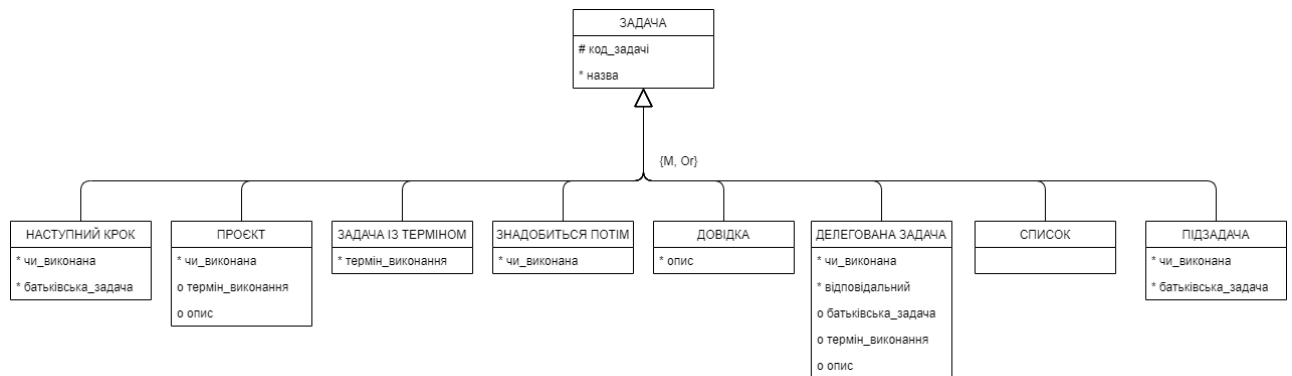 ЗАДАЧА
# код_задачі
* назва
{M, Or}
НАСТУПНИЙ КРОК
* чи_виконана
* батьківська_задача
ПРОЄКТ
* чи_виконана
o термін_виконання
o опис
ЗАДАЧА ІЗ ТЕРМІНОМ
* термін_виконання
ЗНАДОБИТЬСЯ ПОТІМ
* чи_виконана
ДОВІДКА
* опис
ДЕЛЕГОВАНА ЗАДАЧА
* чи_виконана
* відповідальний
o батьківська_задача
o термін_виконання
o опис
СПИСОК
ПІДЗАДАЧА
* чи_виконана
* батьківська_задача